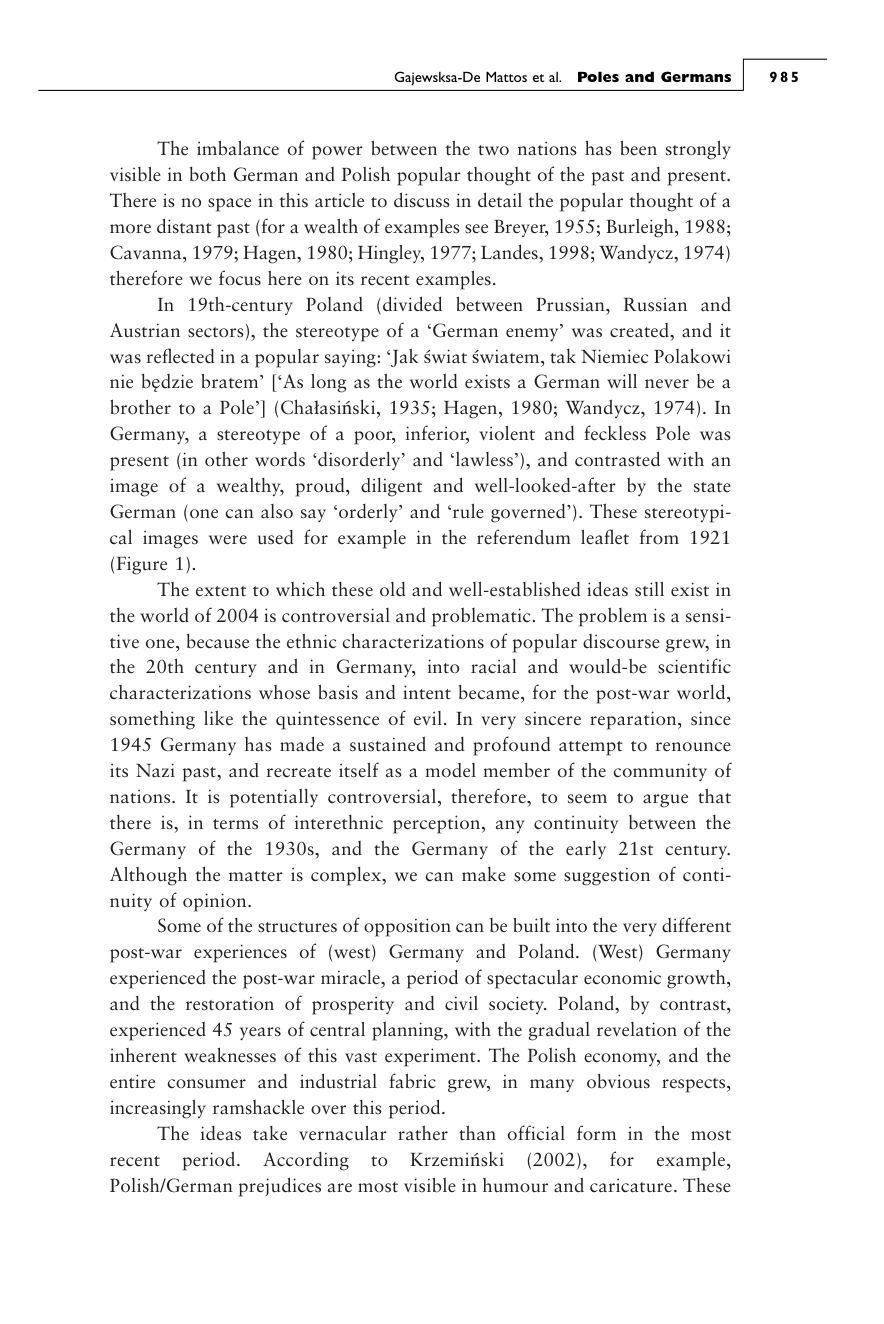 Gajewsksa-De Mattos et al. Poles and Germans 985
The imbalance of power between the two nations has been strongly
visible in both German and Polish popular thought of the past and present.
There is no space in this article to discuss in detail the popular thought of a
more distant past (for a wealth of examples see Breyer, 1955; Burleigh, 1988;
Cavanna, 1979; Hagen, 1980; Hingley, 1977; Landes, 1998; Wandycz, 1974)
therefore we focus here on its recent examples.
In 19th-century Poland (divided between Prussian, Russian and
Austrian sectors), the stereotype of a ‘German enemy’ was created, and it
was reflected in a popular saying: ‘Jak świat światem, tak Niemiec Polakowi
nie będzie bratem’ [‘As long as the world exists a German will never be a
brother to a Pole’] (Chałasiński, 1935; Hagen, 1980; Wandycz, 1974). In
Germany, a stereotype of a poor, inferior, violent and feckless Pole was
present (in other words ‘disorderly’ and ‘lawless’), and contrasted with an
image of a wealthy, proud, diligent and well-looked-after by the state
German (one can also say ‘orderly’ and ‘rule governed’). These stereotypi-
cal images were used for example in the referendum leaflet from 1921
(Figure 1).
The extent to which these old and well-established ideas still exist in
the world of 2004 is controversial and problematic. The problem is a sensi-
tive one, because the ethnic characterizations of popular discourse grew, in
the 20th century and in Germany, into racial and would-be scientific
characterizations whose basis and intent became, for the post-war world,
something like the quintessence of evil. In very sincere reparation, since
1945 Germany has made a sustained and profound attempt to renounce
its Nazi past, and recreate itself as a model member of the community of
nations. It is potentially controversial, therefore, to seem to argue that
there is, in terms of interethnic perception, any continuity between the
Germany of the 1930s, and the Germany of the early 21st century.
Although the matter is complex, we can make some suggestion of conti-
nuity of opinion.
Some of the structures of opposition can be built into the very different
post-war experiences of (west) Germany and Poland. (West) Germany
experienced the post-war miracle, a period of spectacular economic growth,
and the restoration of prosperity and civil society. Poland, by contrast,
experienced 45 years of central planning, with the gradual revelation of the
inherent weaknesses of this vast experiment. The Polish economy, and the
entire consumer and industrial fabric grew, in many obvious respects,
increasingly ramshackle over this period.
The ideas take vernacular rather than official form in the most
recent period. According to Krzemiński (2002), for example,
Polish/German prejudices are most visible in humour and caricature. These